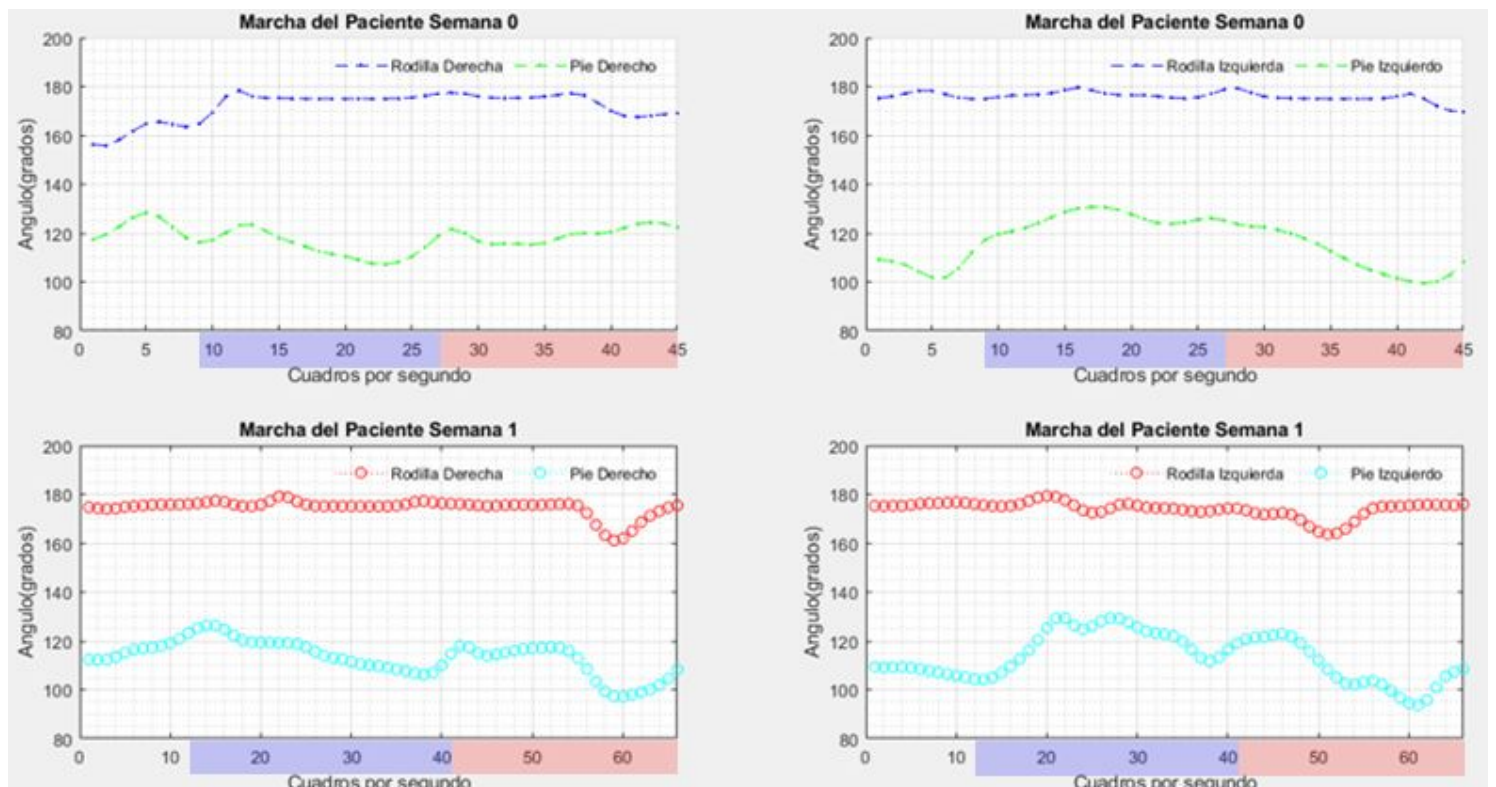 Marcha del Paciente Semana 0
Rodilla Derecha Pie Derecho
Angulo(grados)
200
180
160
140
120
100
80
0 5 10 15 20 25 30 35 40 45
Cuadros por segundo
Marcha del Paciente Semana 0
Rodilla Izquierda Pie Izquierdo
Angulo(grados)
200
180
160
140
120
100
80
0 5 10 15 20 25 30 35 40 45
Cuadros por segundo
Marcha del Paciente Semana 1
Rodilla Derecha Pie Derecho
Angulo(grados)
200
180
160
140
120
100
80
0 10 20 30 40 50 60
Cuadros por segundo
Marcha del Paciente Semana 1
Rodilla Izquierda Pie Izquierdo
Angulo(grados)
200
180
160
140
120
100
80
0 10 20 30 40 50 60
Cuadros por segundo